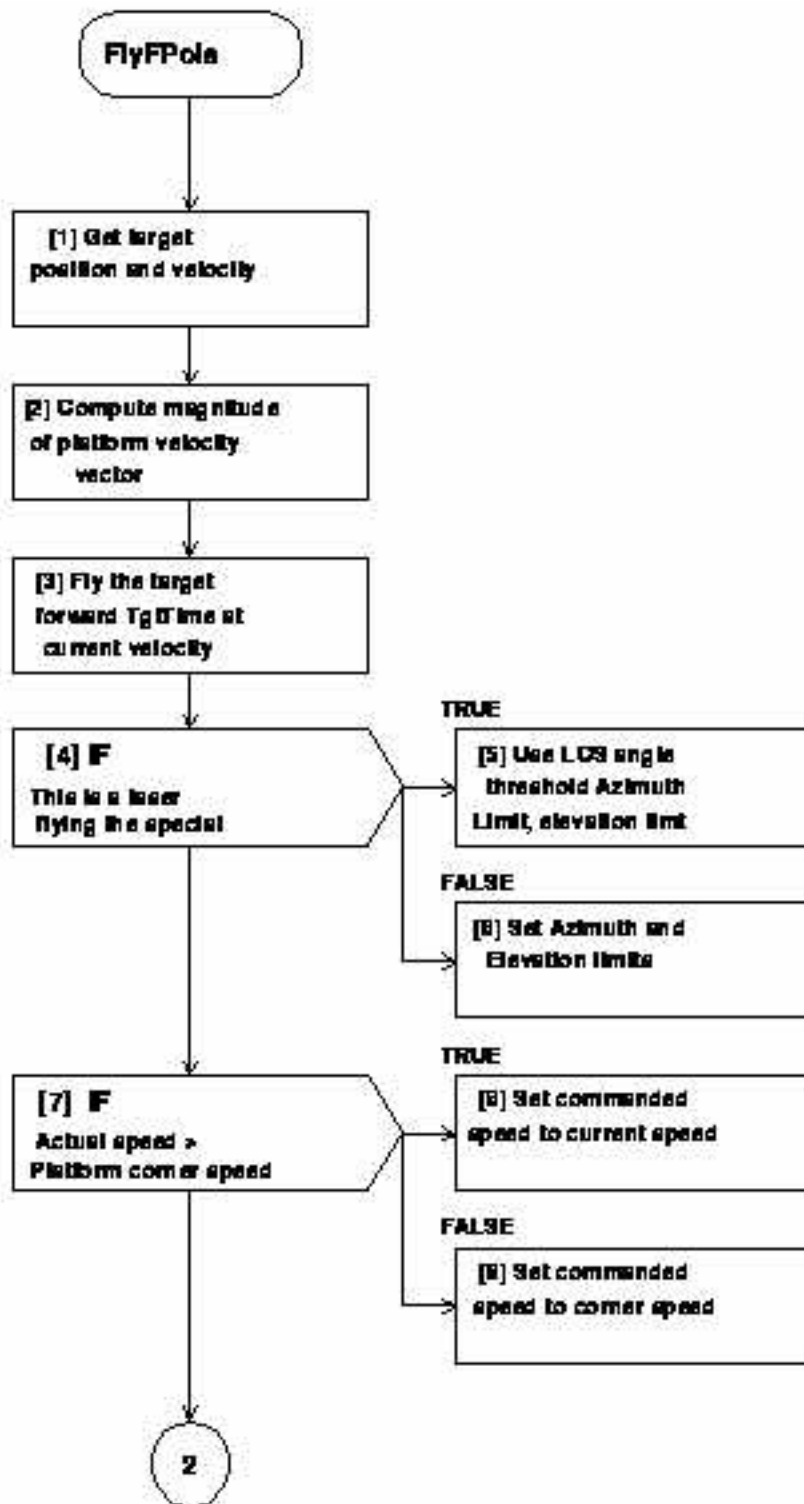 FlyFPole
[1] Get target
position and velocity
[2] Compute magnitude
of platform velocity
vector
[3] Fly the target
forward TgtTime at
current velocity
[4] IF
This is a laser
flying the special
TRUE
[5] Use LOS angle
threshold Azimuth
Limit, elevation limit
FALSE
[6] Set Azimuth and
Elevation limits
[7] IF
Actual speed >
Platform corner speed
TRUE
[8] Set commanded
speed to current speed
FALSE
[9] Set commanded
speed to corner speed
2